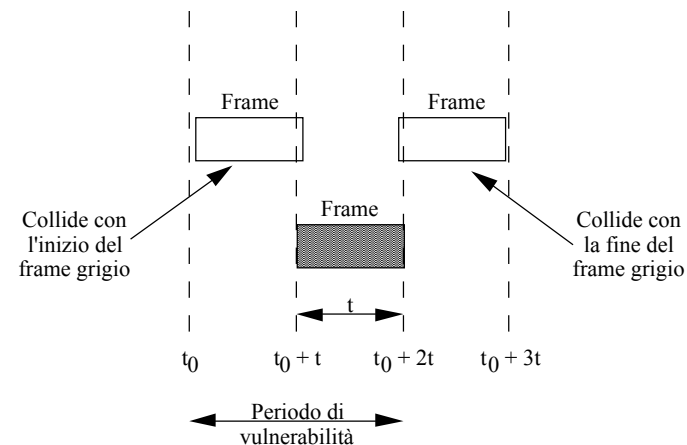 Frame
Frame
Collide con
l'inizio del
frame grigio
Frame
Collide con
la fine del
frame grigio
t
t0
t0 + t
t0 + 2t
t0 + 3t
Periodo di
vulnerabilità